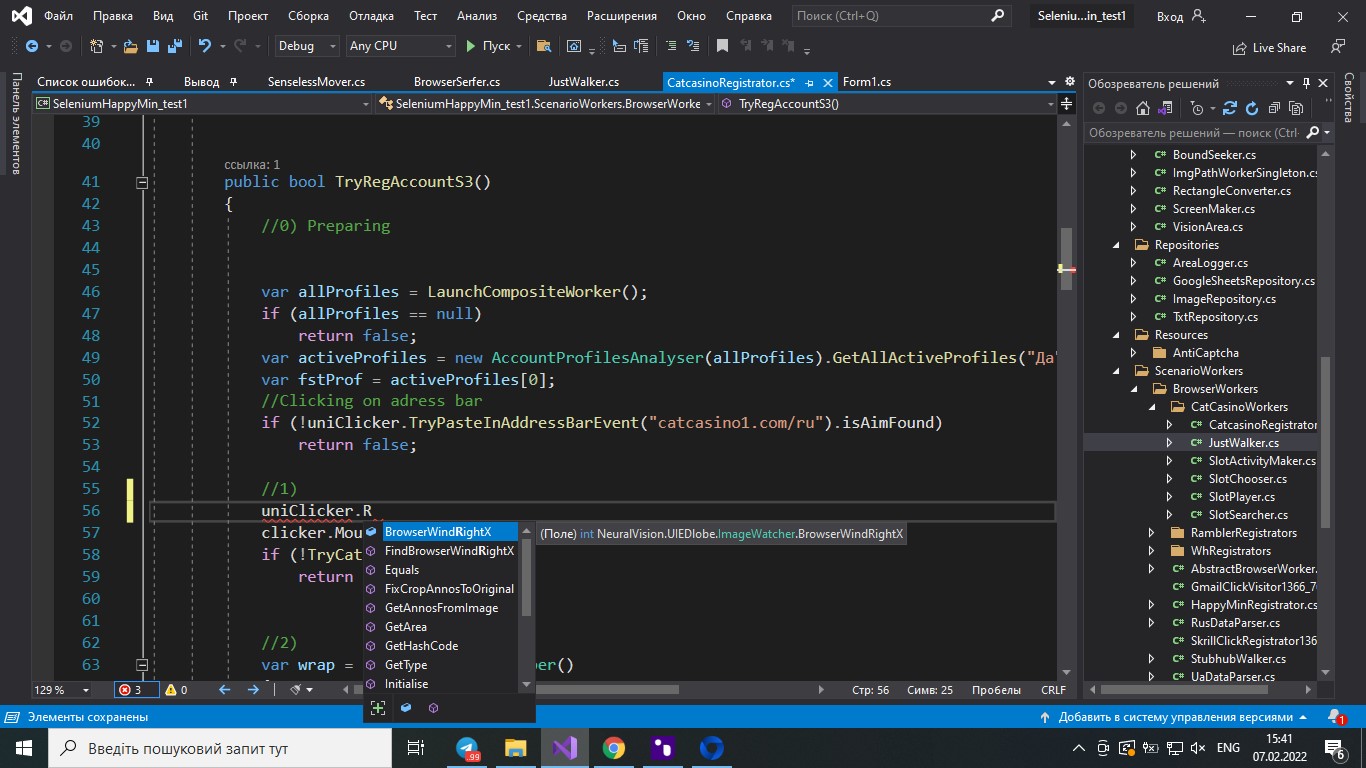 Файл Правка Вид Git Проект Сборка Отладка Тест Анализ Средства Расширения Окно Справка Поиск (Ctrl+Q) Seleniu...in_test1 Вход
Debug Any CPU Пуск Live Share
Список ошибок... Вывод SenselessMover.cs BrowserSerfer.cs JustWalker.cs CatcasinoRegistrator.cs* Form1.cs
SeleniumHappyMin_test1 SeleniumHappyMin_test1.ScenarioWorkers.BrowserWorke TryRegAccountS3()
Панель элементов
39
40
ссылка: 1
41 public bool TryRegAccountS3()
42 {
43 //0) Preparing
44
45
46 var allProfiles = LaunchCompositeWorker();
47 if (allProfiles == null)
48 return false;
49 var activeProfiles = new AccountProfilesAnalyser(allProfiles).GetAllActiveProfiles("Да"
50 var fstProf = activeProfiles[0];
51 //Clicking on adress bar
52 if (!uniClicker.TryPasteInAddressBarEvent("catcasino1.com/ru").isAimFound)
53 return false;
54
55 //1)
56 uniClicker.R
57 clicker.Mou
58 if (!TryCat
59 return
60
61
62 //2)
63 var wrap = per()
BrowserWindRightX
FindBrowserWindRightX
Equals
FixCropAnnosToOriginal
GetAnnosFromImage
GetArea
GetHashCode
GetType
Initialise
(Поле) int NeuralVision.UIEDlobe.ImageWatcher.BrowserWindRightX
129 % 3 0 Стр: 56 Симв: 25 Пробелы CRLF
Обозреватель решений
Обозреватель решений — поиск (Ctrl-
BoundSeeker.cs
ImgPathWorkerSingleton.cs
RectangleConverter.cs
ScreenMaker.cs
VisionArea.cs
Repositories
AreaLogger.cs
GoogleSheetsRepository.cs
ImageRepository.cs
TxtRepository.cs
Resources
AntiCaptcha
ScenarioWorkers
BrowserWorkers
CatCasinoWorkers
CatcasinoRegistrator
JustWalker.cs
SlotActivityMaker.cs
SlotChooser.cs
SlotPlayer.cs
SlotSearcher.cs
RamblerRegistrators
WhRegistrators
AbstractBrowserWorker.
GmailClickVisitor1366_7
HappyMinRegistrator.cs
RusDataParser.cs
SkrillClickRegistrator136
StubhubWalker.cs
UaDataParser.cs
Свойства
Элементы сохранены Добавить в систему управления версиями 1
Введіть пошуковий запит тут .99 ENG 15:41 07.02.2022 6